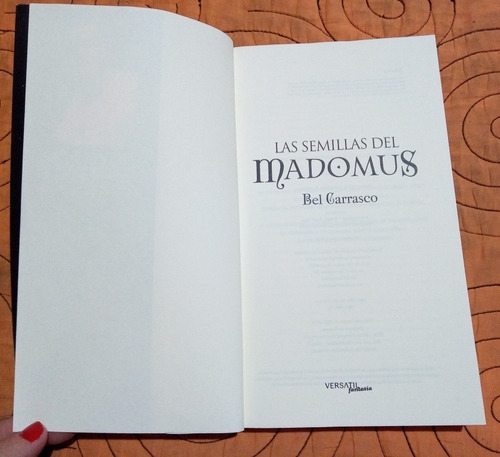 LAS SEMILLAS DEL
MADOMUS
Bel Carrasco
VERSATIL
fantasía